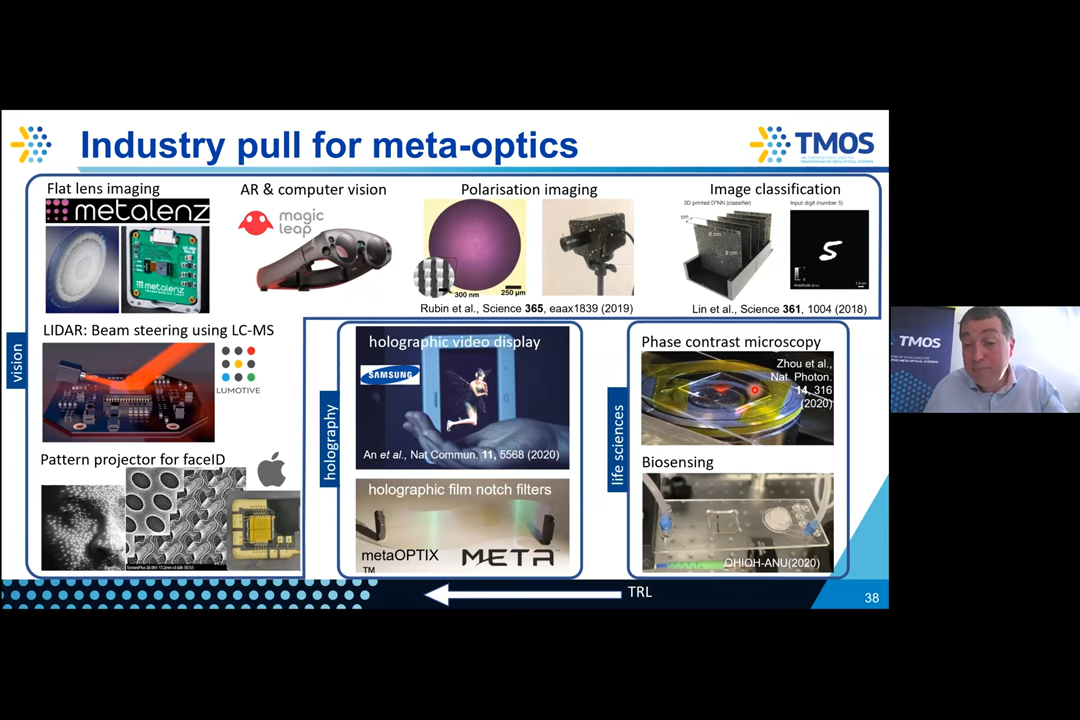 Industry pull for meta-optics
TMOS
Flat lens imaging
metalenz
metalenz
AR & computer vision
magic
leap
Polarisation imaging
300 nm
250 µm
Rubin et al., Science 365, eaax1839 (2019)
Image classification
3D printed D²NN (classifier)
Input digit (number 5)
cm
8 cm
8 cm
5
Lin et al., Science 361, 1004 (2018)
vision
LIDAR: Beam steering using LC-MS
LUMOTIVE
Pattern projector for faceID
holography
holographic video display
SAMSUNG
An et al., Nat Commun. 11, 5568 (2020)
holographic film notch filters
metaOPTIX
TM
META
life sciences
Phase contrast microscopy
Zhou et al.,
Nat. Photon.
14, 316
(2020)
Biosensing
OHIOH-ANU(2020)
TRL
38
TMOS